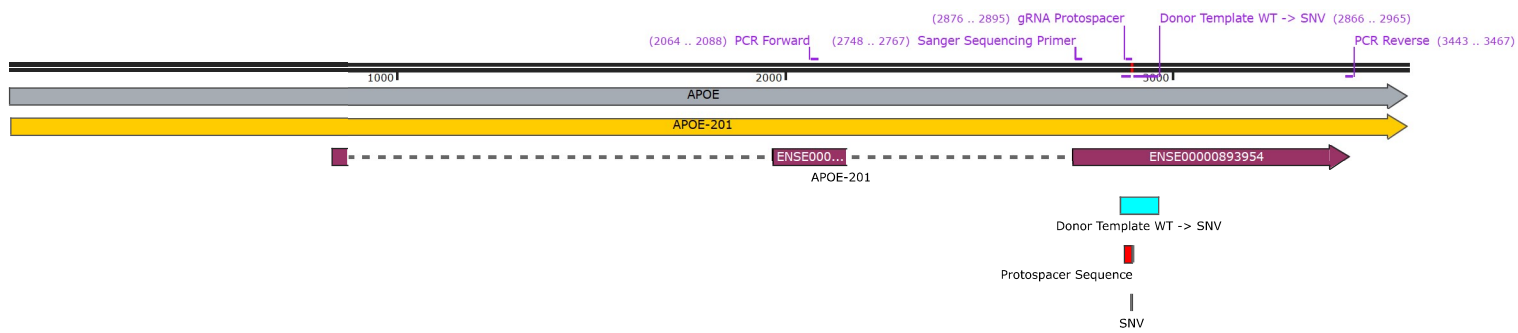 (2876 .. 2895) gRNA Protospacer Donor Template WT -> SNV (2866 .. 2965)
(2064 .. 2088) PCR Forward (2748 .. 2767) Sanger Sequencing Primer PCR Reverse (3443 .. 3467)
1000 2000 3000
APOE
APOE-201
ENSE000... ENSE00000893954
APOE-201
Donor Template WT -> SNV
Protospacer Sequence
SNV